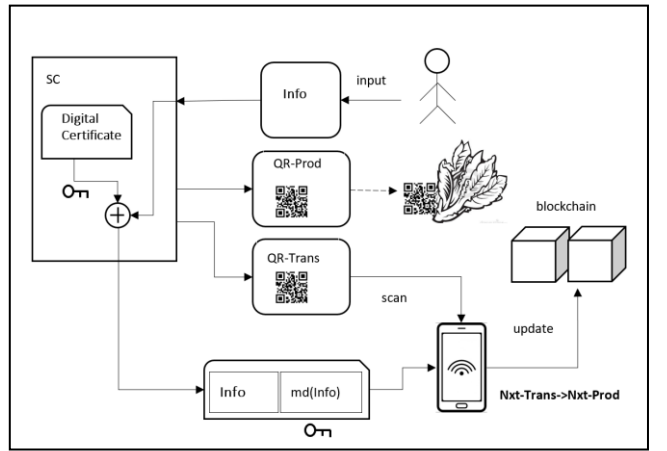 SC
Digital
Certificate
Info
input
QR-Prod
QR-Trans
scan
blockchain
update
Nxt-Trans->Nxt-Prod
Info
md(Info)